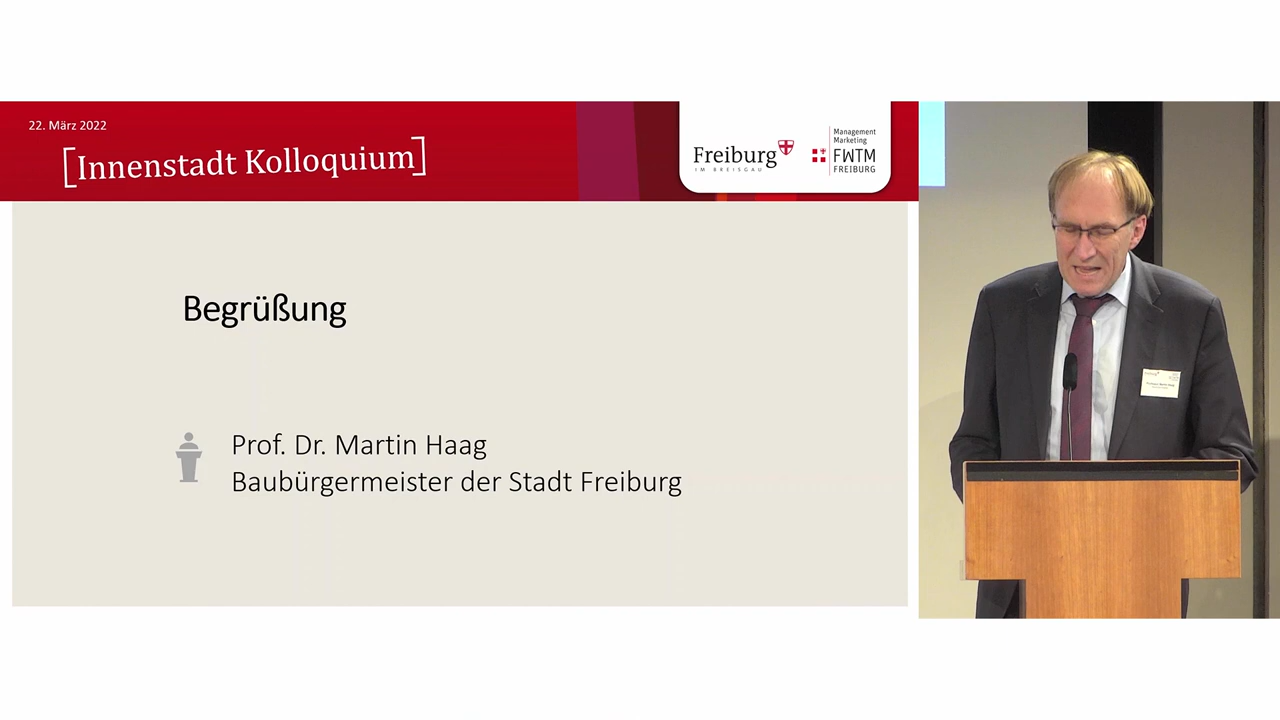 22. März 2022
[Innenstadt Kolloquium]
Freiburg
IM BREISGAU
Management
Marketing
FWTM
FREIBURG
Begrüßung
Prof. Dr. Martin Haag
Baubürgermeister der Stadt Freiburg